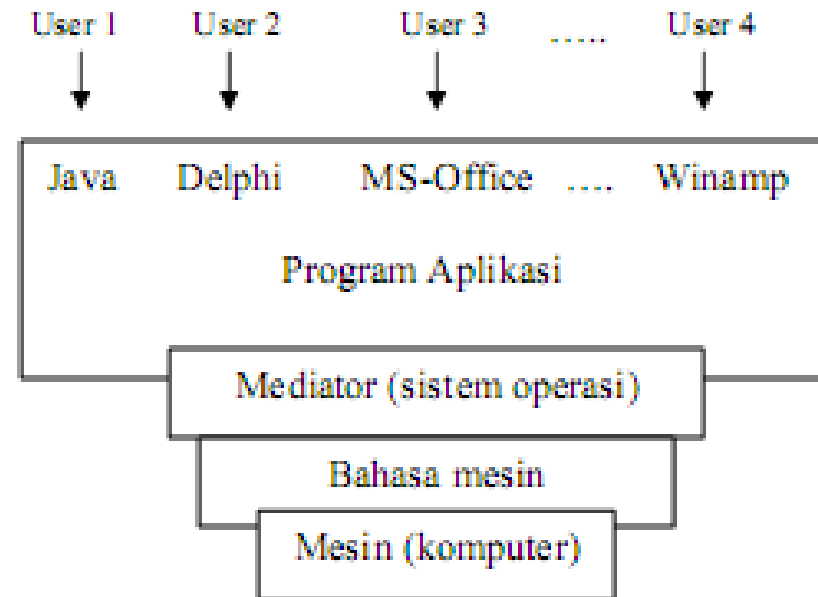 User 1 User 2 User 3 ..... User 4
Java Delphi MS-Office .... Winamp
Program Aplikasi
Mediator (sistem operasi)
Bahasa mesin
Mesin (komputer)